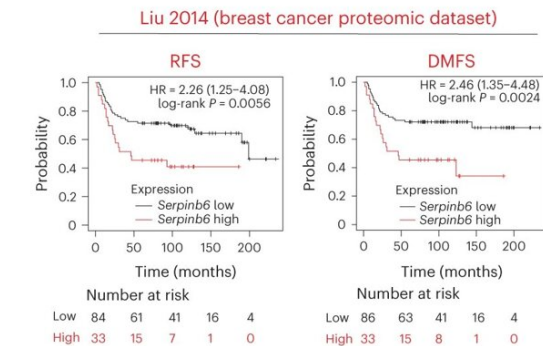 Liu 2014 (breast cancer proteomic dataset)
RFS
HR = 2.26 (1.25–4.08)
log-rank P = 0.0056
Probability
1.0
0.8
0.6
0.4
0.2
0
Expression
Serpinb6 low
Serpinb6 high
0 50 100 150 200
Time (months)
Number at risk
Low 84 61 41 16 4
High 33 15 7 1 0
DMFS
HR = 2.46 (1.35–4.48)
log-rank P = 0.0024
Probability
1.0
0.8
0.6
0.4
0.2
0
Expression
Serpinb6 low
Serpinb6 high
0 50 100 150 200
Time (months)
Number at risk
Low 86 63 41 16 4
High 33 15 8 1 0